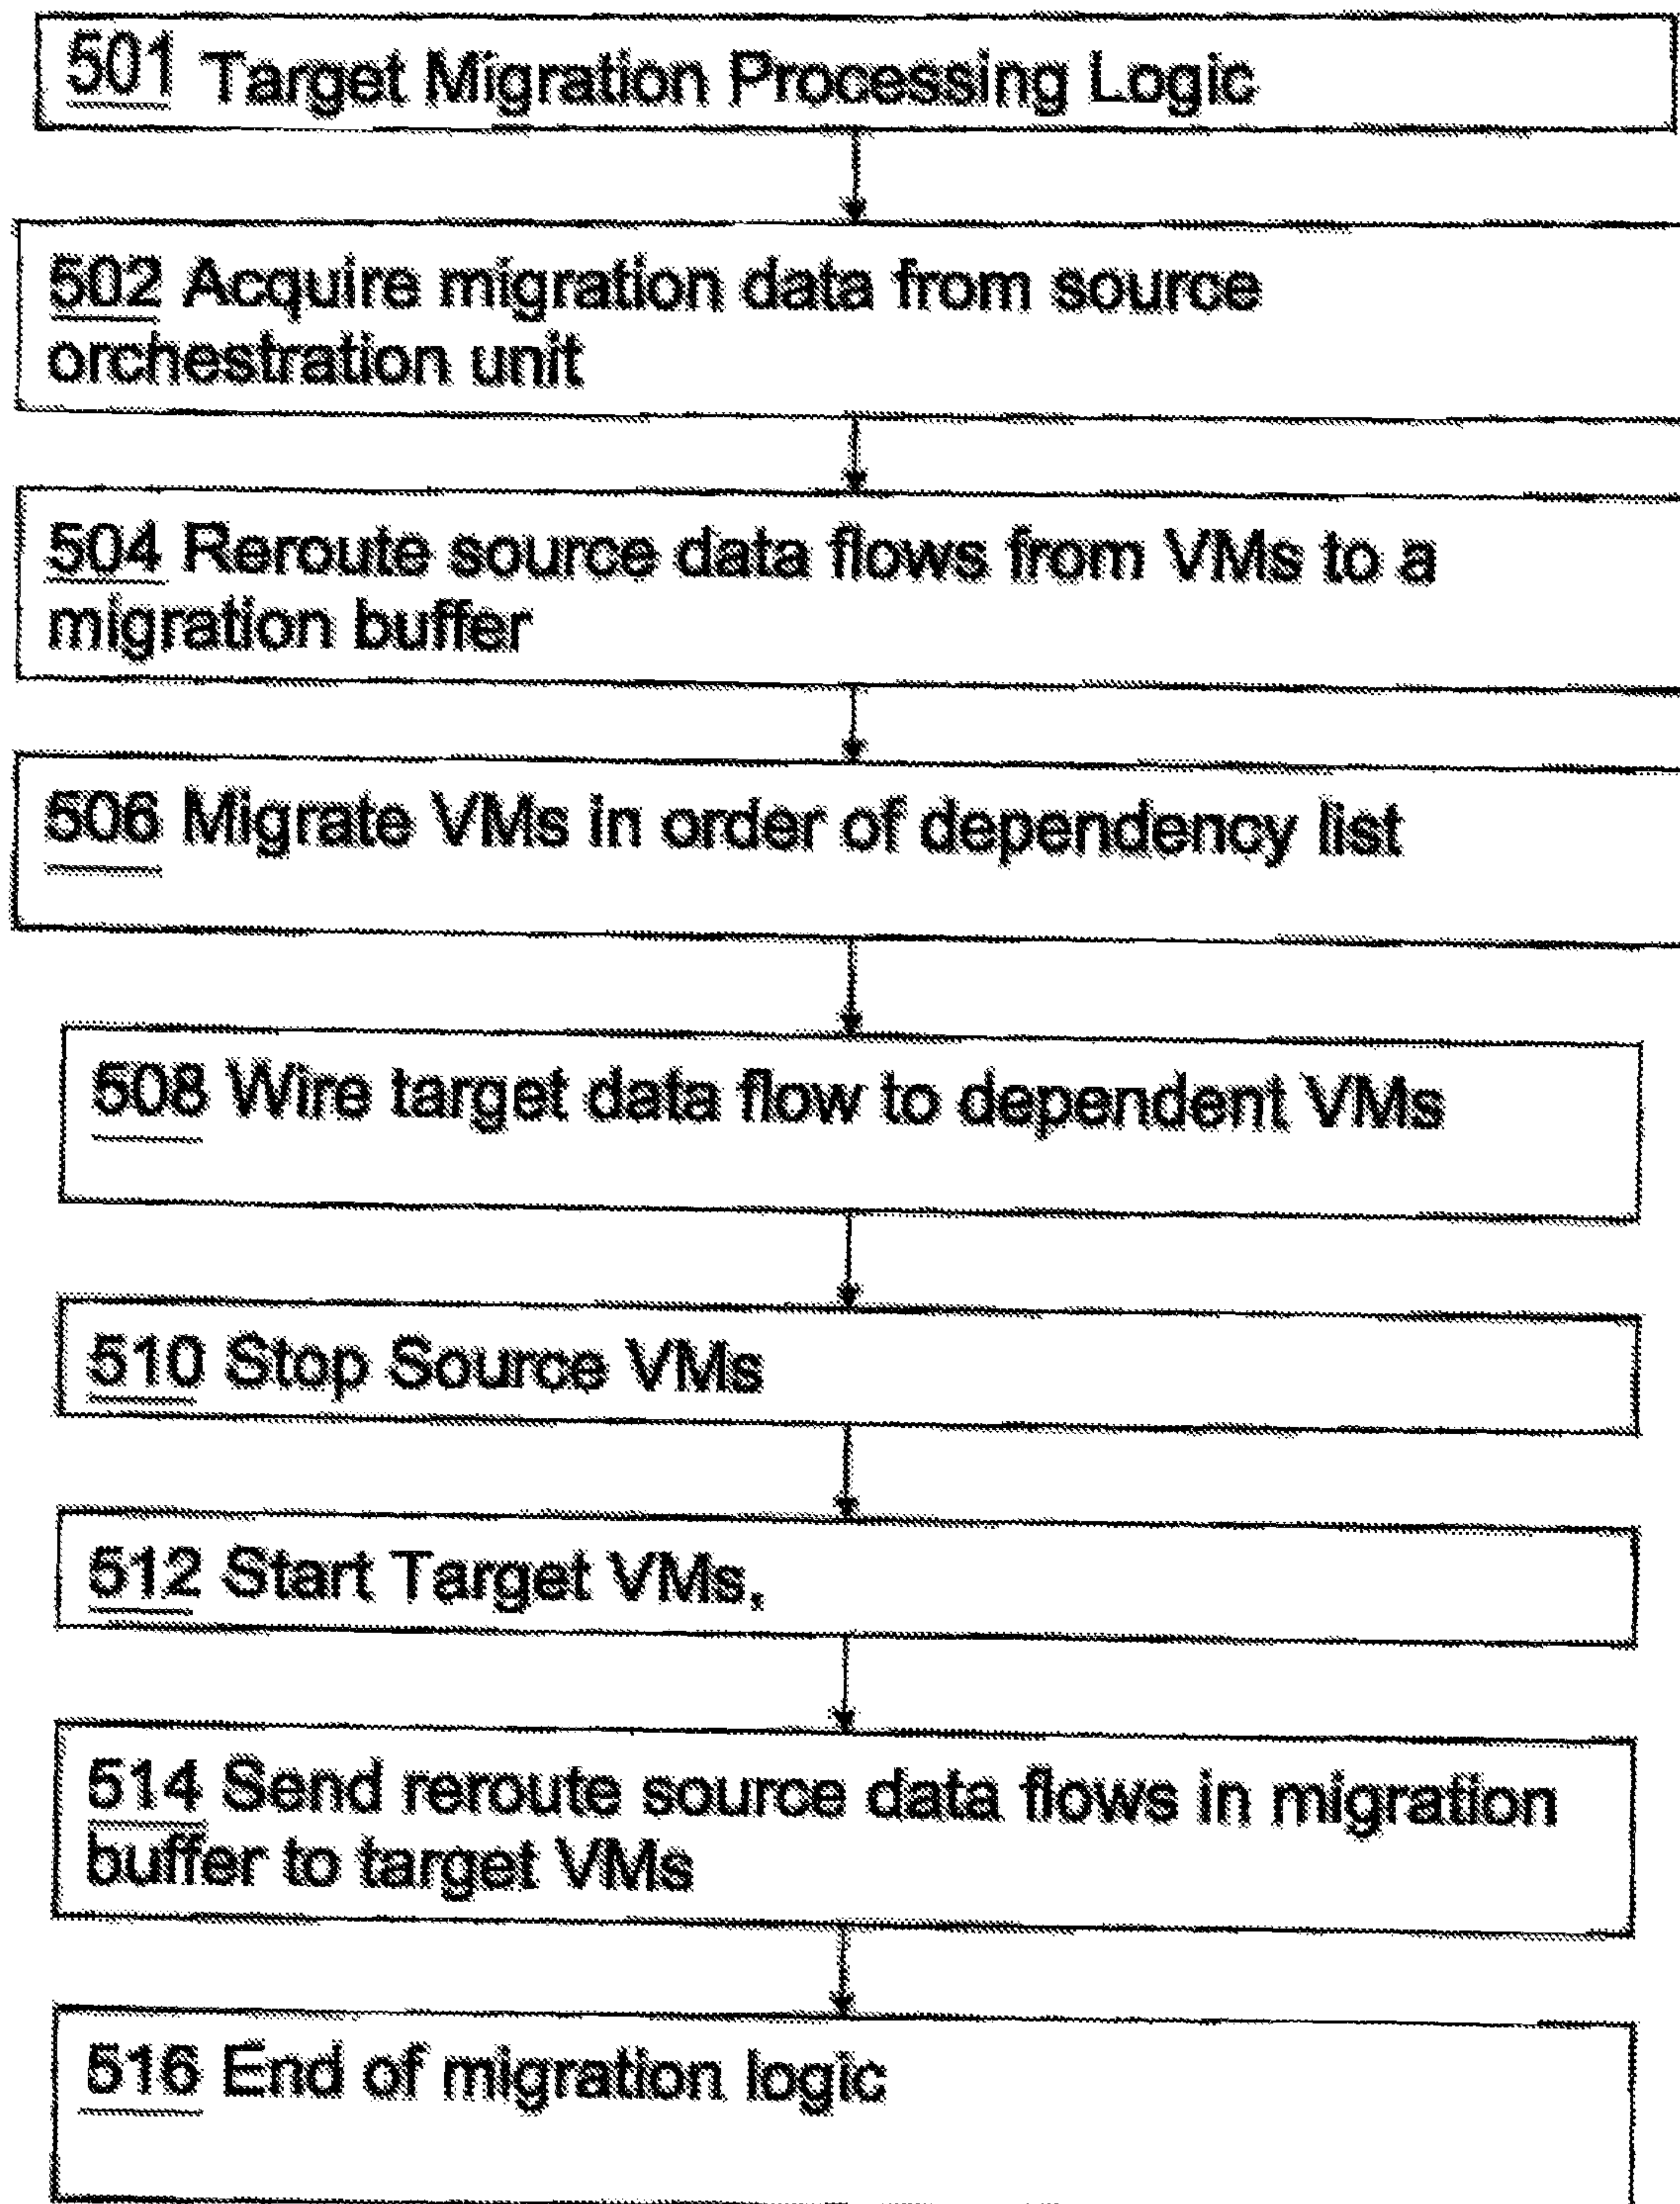 501 Target Migration Processing Logic
502 Acquire migration data from source
orchestration unit
504 Reroute source data flows from VMs to a
migration buffer
506 Migrate VMs in order of dependency list
508 Wire target data flow to dependent VMs
510 Stop Source VMs
512 Start Target VMs,
514 Send reroute source data flows in migration
buffer to target VMs
516 End of migration logic